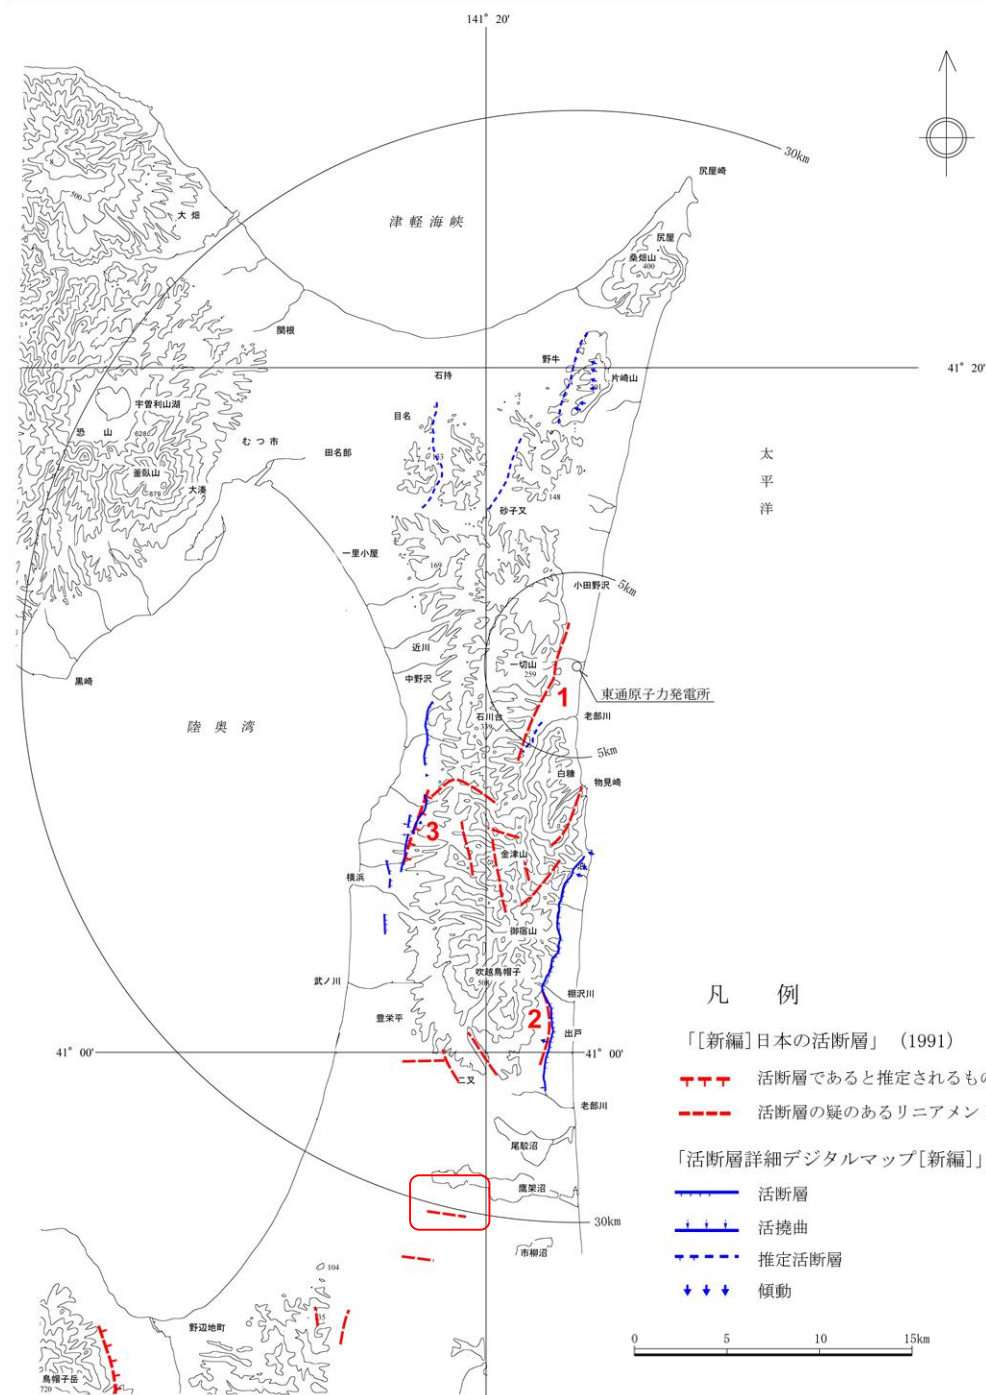 141° 20'
30km
尻屋崎
大畑
津軽海峡
尻屋
桑畑山
400
500
関根
野牛
石持
片崎山
41° 20'
宇曽利山湖
目名
恐山
628
むつ市
田名部
釜臥山
879
大湊
太平洋
148
砂子又
一里小屋
169
小田野沢
5km
近川
一切山
259
中野沢
黒崎
1
東通原子力発電所
陸奥湾
石川台
339
老部川
5km
白糠
物見崎
3
金津山
横浜
御宿山
吹越烏帽子
508
武ノ川
棚沢川
豊栄平
2
出戸
41° 00'
二又
老部川
尾駮沼
鷹架沼
30km
市柳沼
104
野辺地町
烏帽子岳
720
凡例
「[新編]日本の活断層」 (1991)
活断層であると推定されるもの
活断層の疑のあるリニアメン
「活断層詳細デジタルマップ[新編]」
活断層
活撓曲
推定活断層
傾動
0 5 10 15km